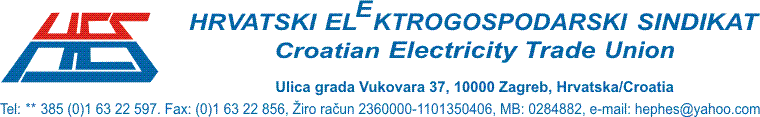 HES
HRVATSKI ELEKTROGOSPODARSKI SINDIKAT
Croatian Electricity Trade Union
Ulica grada Vukovara 37, 10000 Zagreb, Hrvatska/Croatia
Tel: ** 385 (0)1 63 22 597. Fax: (0)1 63 22 856, Žiro račun 2360000-1101350406, MB: 0284882, e-mail: hephes@yahoo.com